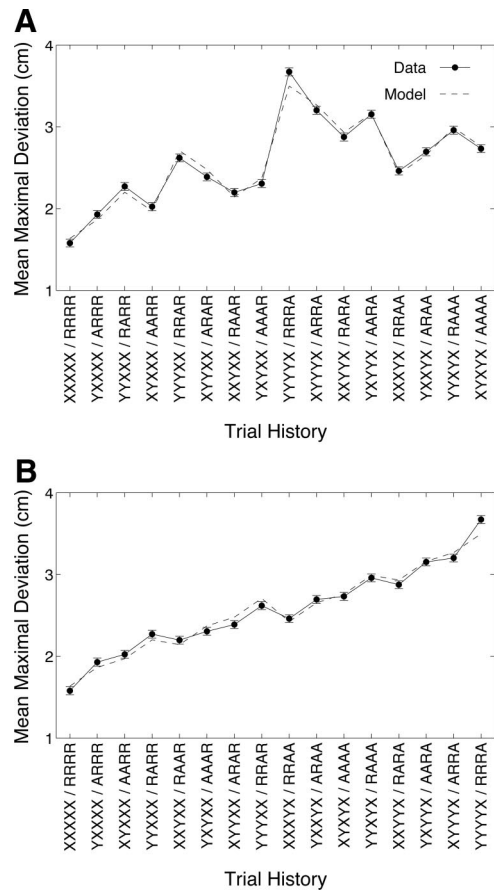 A
Mean Maximal Deviation (cm)
4
3
2
1
Data
Model
XXXXX / RRRR
YXXXX / ARRR
YYXXX / RARR
XYXXX / AARR
YYYXX / RRAR
XYYXX / ARAR
XXYXX / RAAR
YXYXX / AAAR
YYYYX / RRRA
XYYYX / ARRA
XXYYX / RARA
YXYYX / AARA
XXXYX / RRAA
YXXYX / ARAA
YYXYX / RAAA
XYXYX / AAAA
Trial History
B
Mean Maximal Deviation (cm)
4
3
2
1
XXXXX / RRRR
YXXXX / ARRR
XYXXX / AARR
YYXXX / RARR
XXYXX / RAAR
YXYXX / AAAR
XYYXX / ARAR
YYYXX / RRAR
XXXYX / RRAA
YXXYX / ARAA
XYXYX / AAAA
YYXYX / RAAA
XXYYX / RARA
YXYYX / AARA
XYYYX / ARRA
YYYYX / RRRA
Trial History